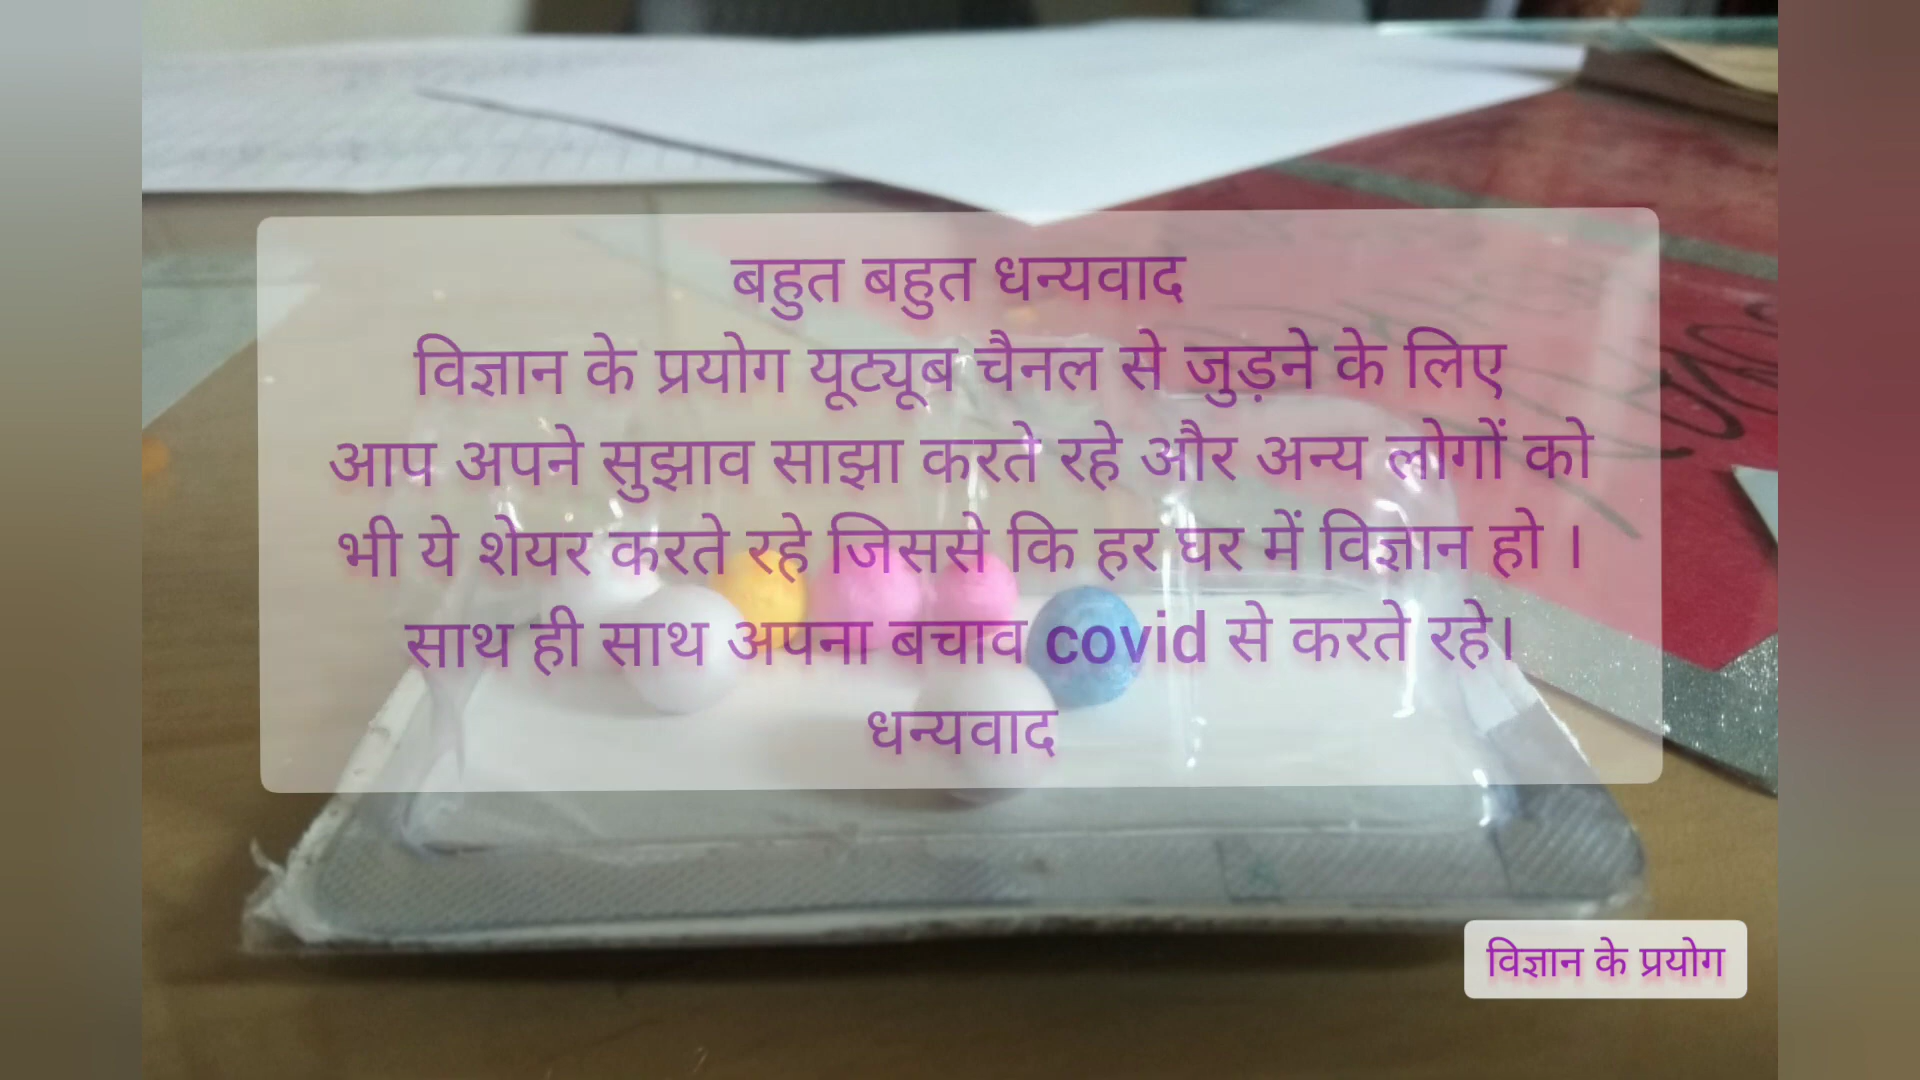 बहुत बहुत धन्यवाद
विज्ञान के प्रयोग यूट्यूब चैनल से जुड़ने के लिए
आप अपने सुझाव साझा करते रहे और अन्य लोगों को
भी ये शेयर करते रहे जिससे कि हर घर में विज्ञान हो ।
साथ ही साथ अपना बचाव covid से करते रहे।
धन्यवाद
विज्ञान के प्रयोग